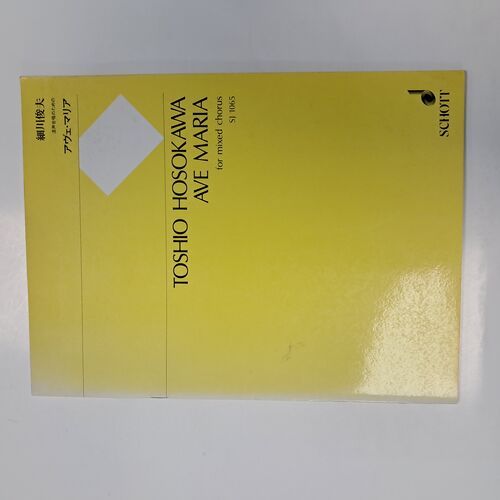 細川俊夫
混声合唱のための
アヴェ・マリア
TOSHIO HOSOKAWA
AVE MARIA
for mixed chorus
SJ 1065
SCHOTT